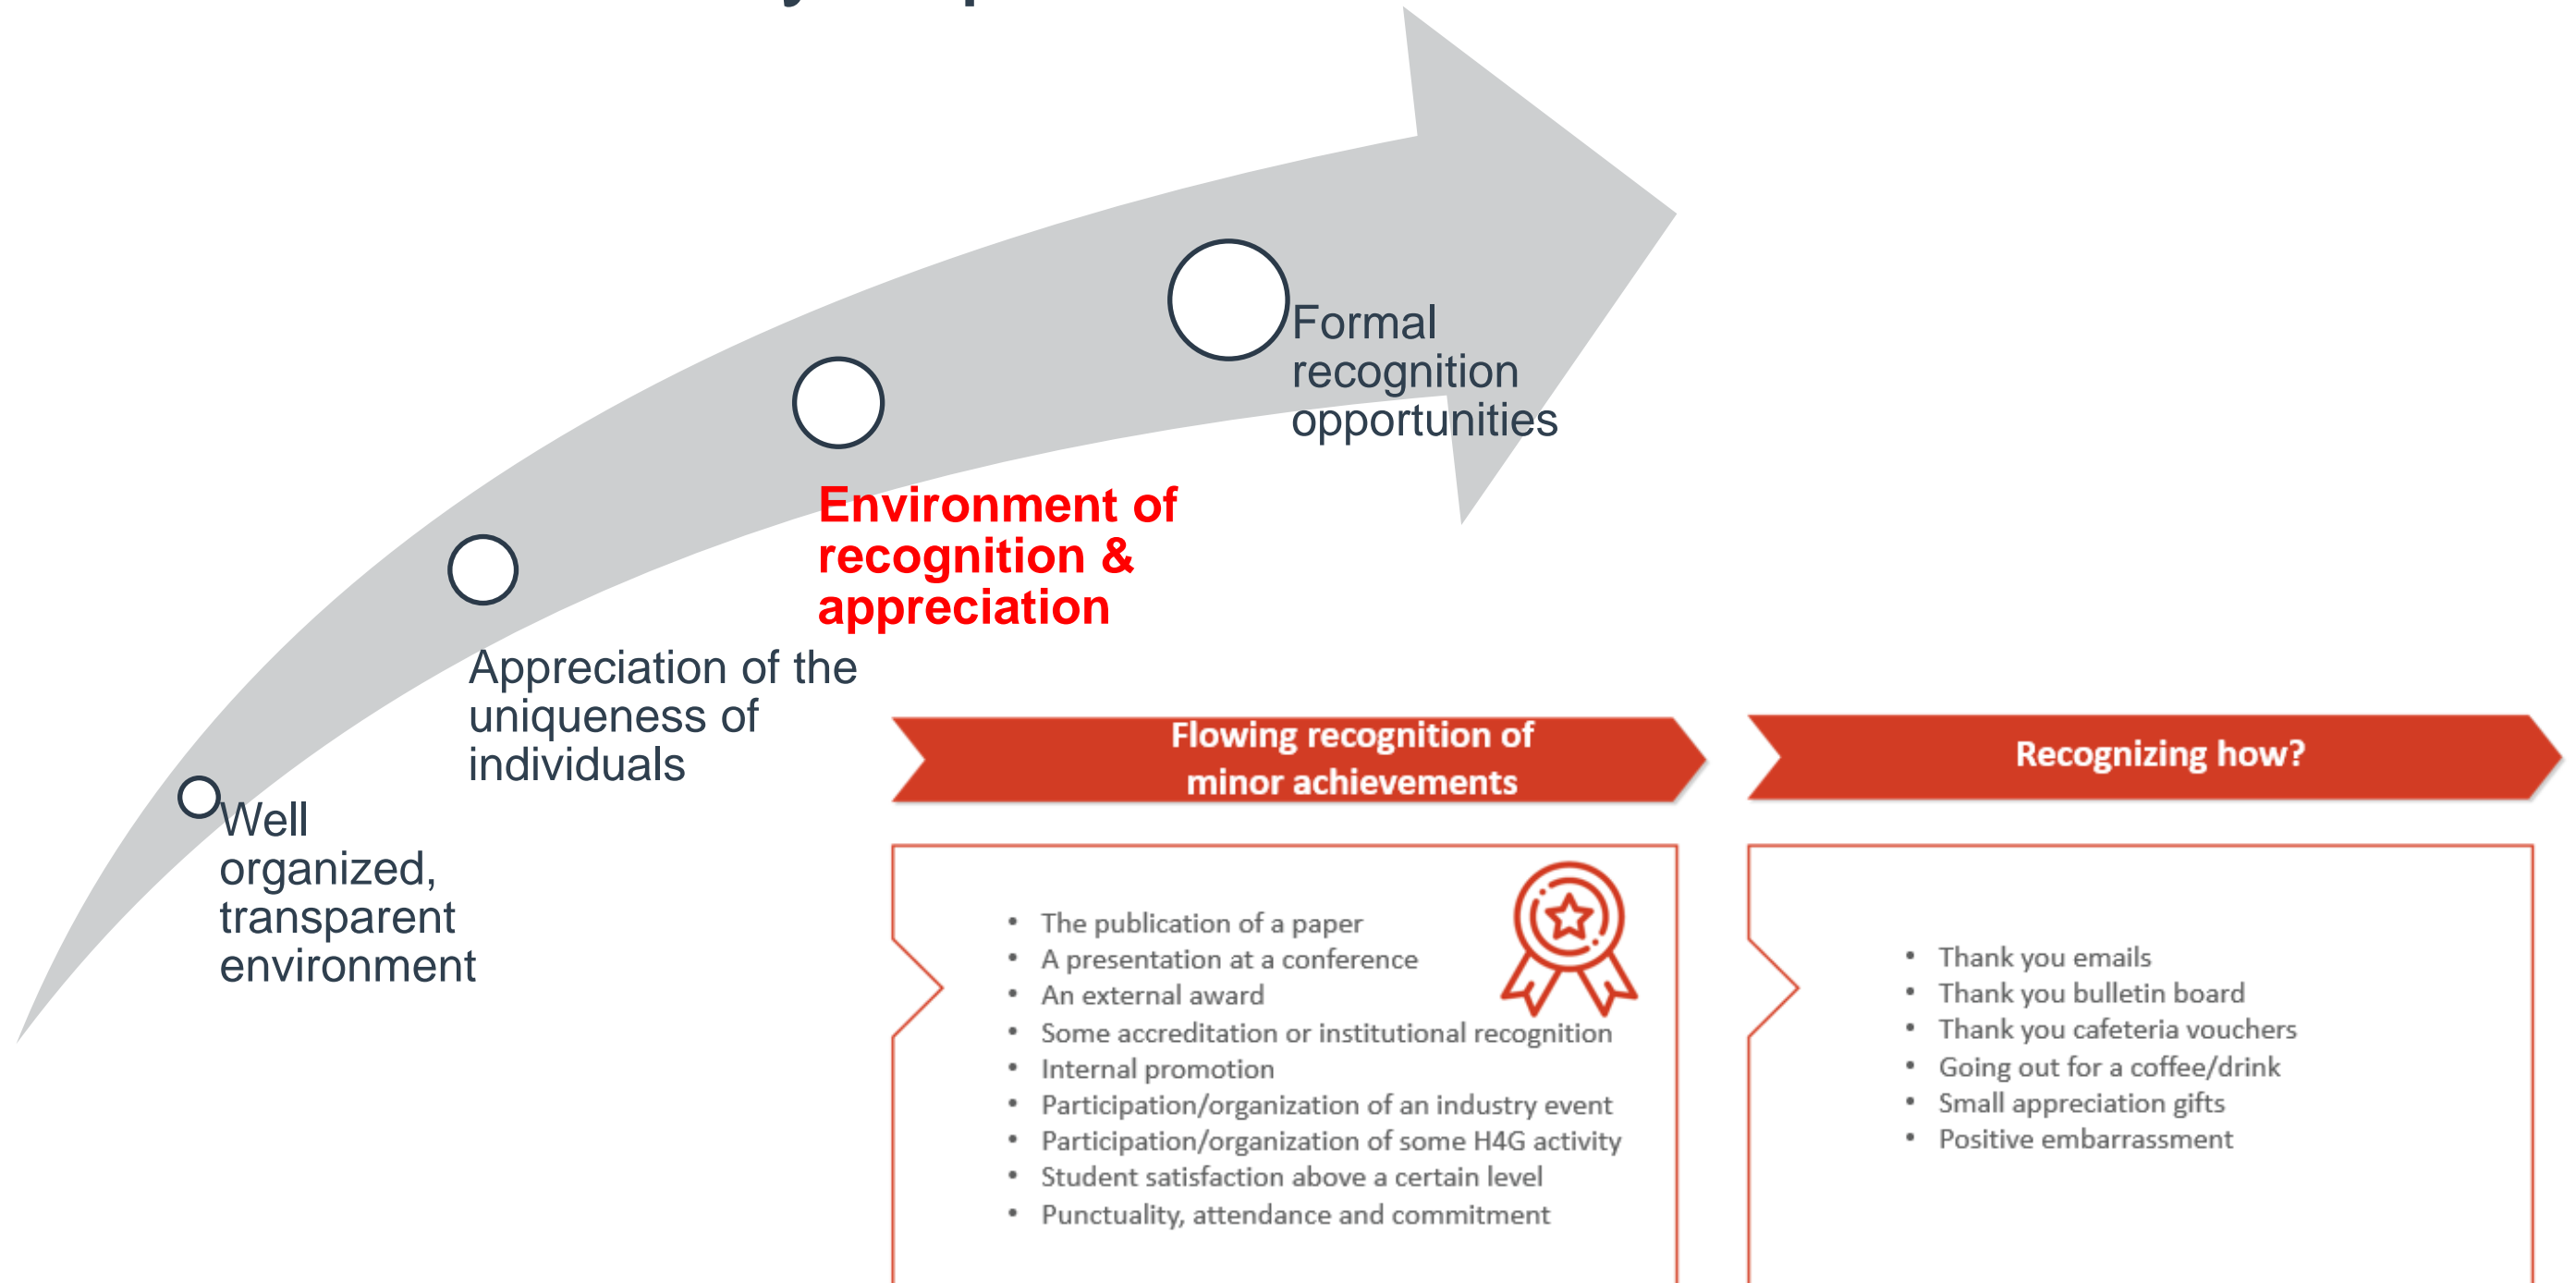 Formal
recognition
opportunities
Environment of
recognition &
appreciation
Appreciation of the
uniqueness of
individuals
Well
organized,
transparent
environment
Flowing recognition of
minor achievements
• The publication of a paper
• A presentation at a conference
• An external award
• Some accreditation or institutional recognition
• Internal promotion
• Participation/organization of an industry event
• Participation/organization of some H4G activity
• Student satisfaction above a certain level
• Punctuality, attendance and commitment
Recognizing how?
• Thank you emails
• Thank you bulletin board
• Thank you cafeteria vouchers
• Going out for a coffee/drink
• Small appreciation gifts
• Positive embarrassment